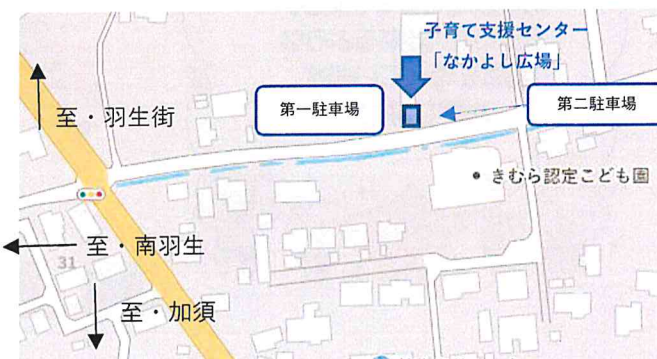 子育て支援センター
「なかよし広場」
第一駐車場
第二駐車場
至・羽生街
きむら認定こども園
至・南羽生
31
至・加須